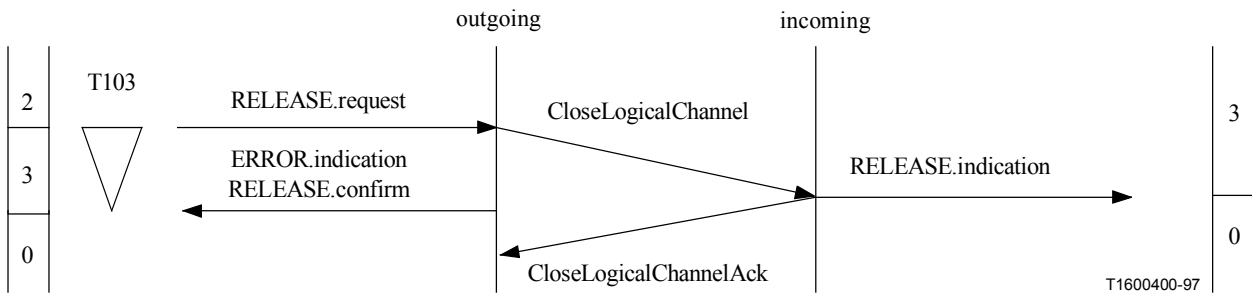 outgoing
incoming
T103
2
RELEASE.request
CloseLogicalChannel
3
3
ERROR.indication
RELEASE.confirm
RELEASE.indication
0
CloseLogicalChannelAck
0
T1600400-97